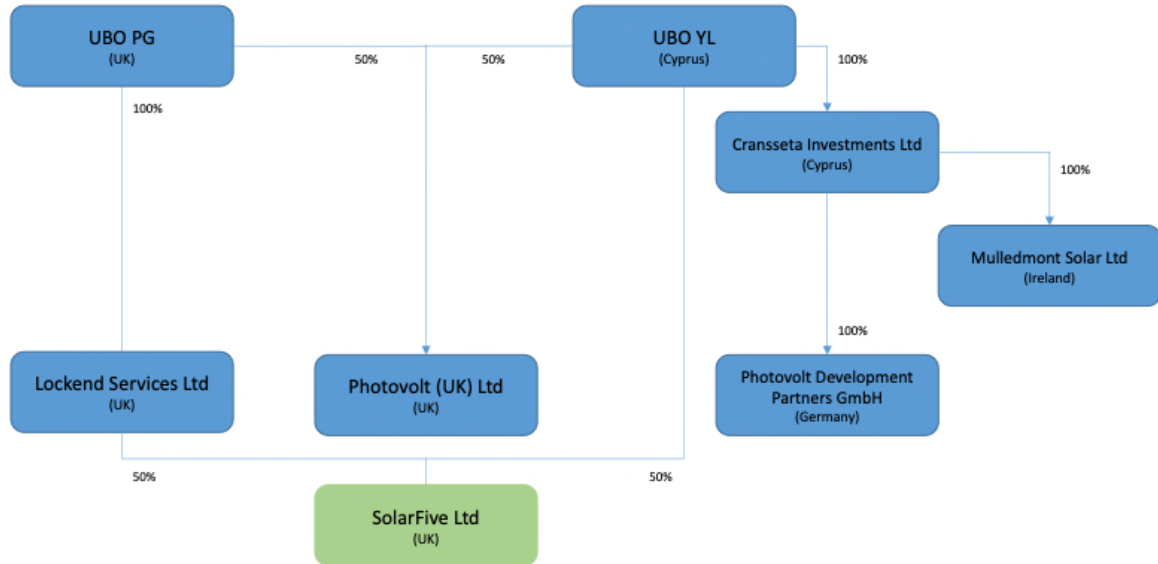 UBO PG
(UK)
UBO YL
(Cyprus)
50%
50%
100%
100%
Cransseta Investments Ltd
(Cyprus)
100%
Mulledmont Solar Ltd
(Ireland)
100%
Lockend Services Ltd
(UK)
Photovolt (UK) Ltd
(UK)
Photovolt Development
Partners GmbH
(Germany)
50%
50%
SolarFive Ltd
(UK)